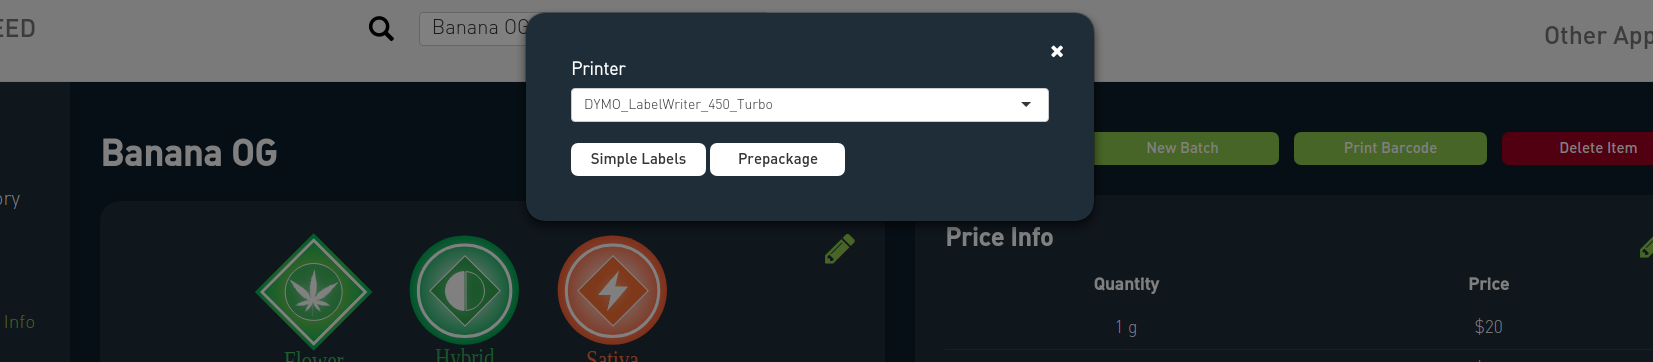 EED
Banana OG
Other App
Printer
DYMO_LabelWriter_450_Turbo
Simple Labels
Prepackage
Banana OG
New Batch
Print Barcode
Delete Item
ory
Info
Flower
Hybrid
Sativa
Price Info
Quantity
Price
1 g
$20